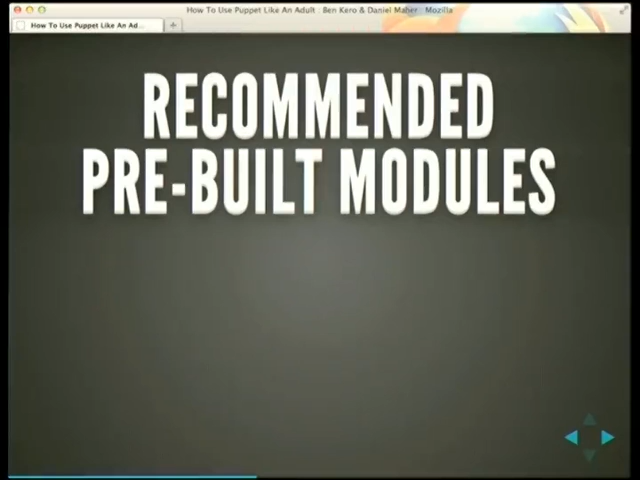 How To Use Puppet Like An Adult : Ben Kero & Daniel Maher : Mozilla
How To Use Puppet Like An Ad...
RECOMMENDED
PRE-BUILT MODULES